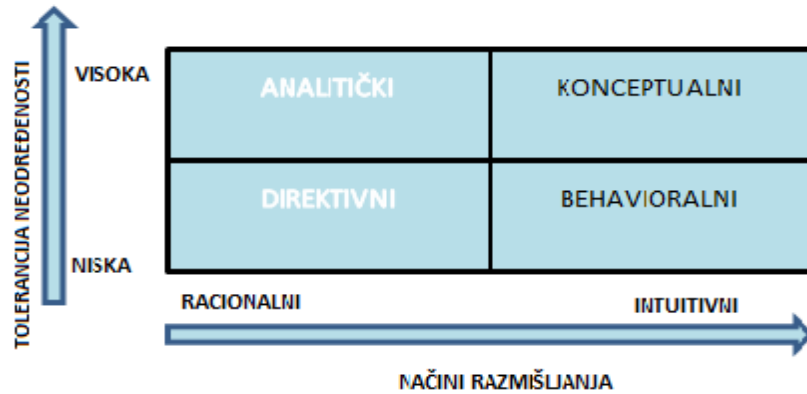 TOLERANCIJA NEODREĐENOSTI
VISOKA
ANALITIČKI
KONCEPTUALNI
DIREKTIVNI
BEHAVIORALNI
NISKA
RACIONALNI
INTUITIVNI
NAČINI RAZMIŠLJANJA